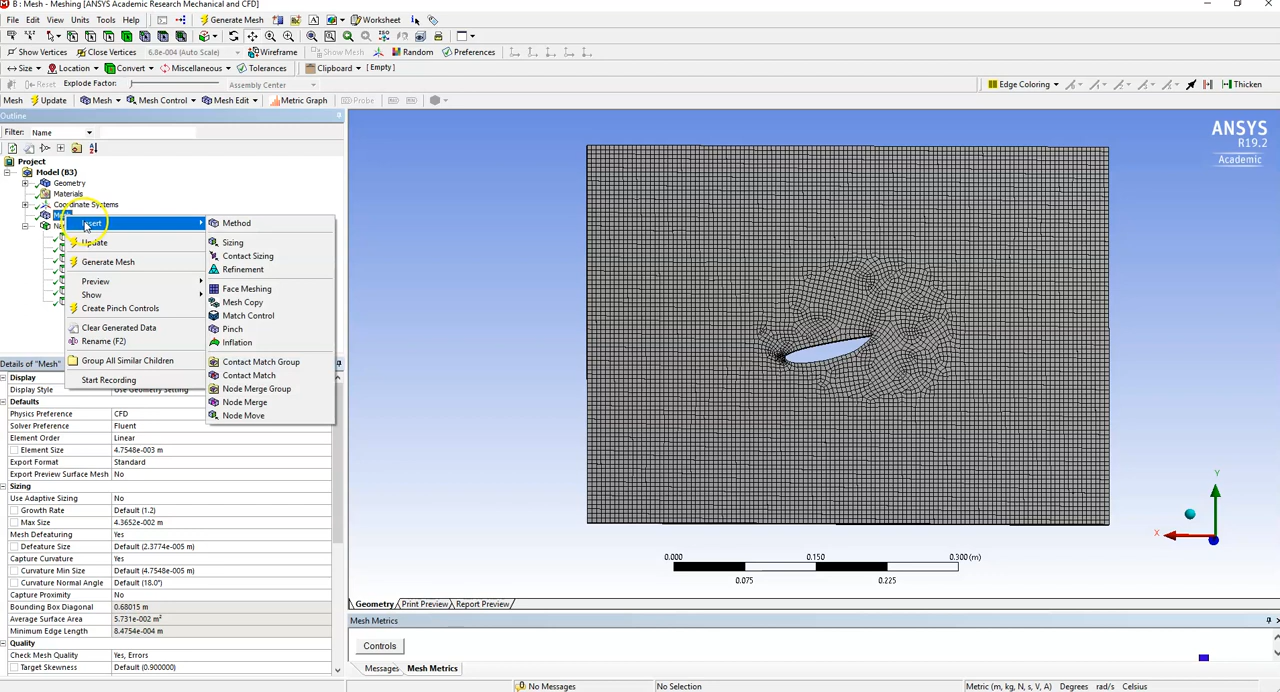 B : Mesh - Meshing [ANSYS Academic Research Mechanical and CFD]
File Edit View Units Tools Help Generate Mesh Worksheet
Show Vertices Close Vertices 6.8e-004 (Auto Scale) Wireframe Show Mesh Random Preferences
Size Location Convert Miscellaneous Tolerances Clipboard [Empty]
Reset Explode Factor: Assembly Center Edge Coloring Thicken
Mesh Update Mesh Mesh Control Mesh Edit Metric Graph Probe
Outline
Filter: Name
Project
Model (B3)
Geometry
Materials
Coordinate Systems
Insert
Update
Generate Mesh
Preview
Show
Create Pinch Controls
Clear Generated Data
Rename (F2)
Group All Similar Children
Start Recording
Method
Sizing
Contact Sizing
Refinement
Face Meshing
Mesh Copy
Match Control
Pinch
Inflation
Contact Match Group
Contact Match
Node Merge Group
Node Merge
Node Move
Details of "Mesh"
Display
Display Style Use Geometry Setting
Defaults
Physics Preference CFD
Solver Preference Fluent
Element Order Linear
Element Size 4.7548e-003 m
Export Format Standard
Export Preview Surface Mesh No
Sizing
Use Adaptive Sizing No
Growth Rate Default (1.2)
Max Size 4.3652e-002 m
Mesh Defeaturing Yes
Defeature Size Default (2.3774e-005 m)
Capture Curvature Yes
Curvature Min Size Default (4.7548e-005 m)
Curvature Normal Angle Default (18.0°)
Capture Proximity No
Bounding Box Diagonal 0.68015 m
Average Surface Area 5.731e-002 m²
Minimum Edge Length 8.4754e-004 m
Quality
Check Mesh Quality Yes, Errors
Target Skewness Default (0.900000)
ANSYS
R19.2
Academic
Y
X
0.000 0.150 0.300 (m)
0.075 0.225
Geometry Print Preview Report Preview
Mesh Metrics
Controls
Messages Mesh Metrics
No Messages No Selection Metric (m, kg, N, s, V, A) Degrees rad/s Celsius